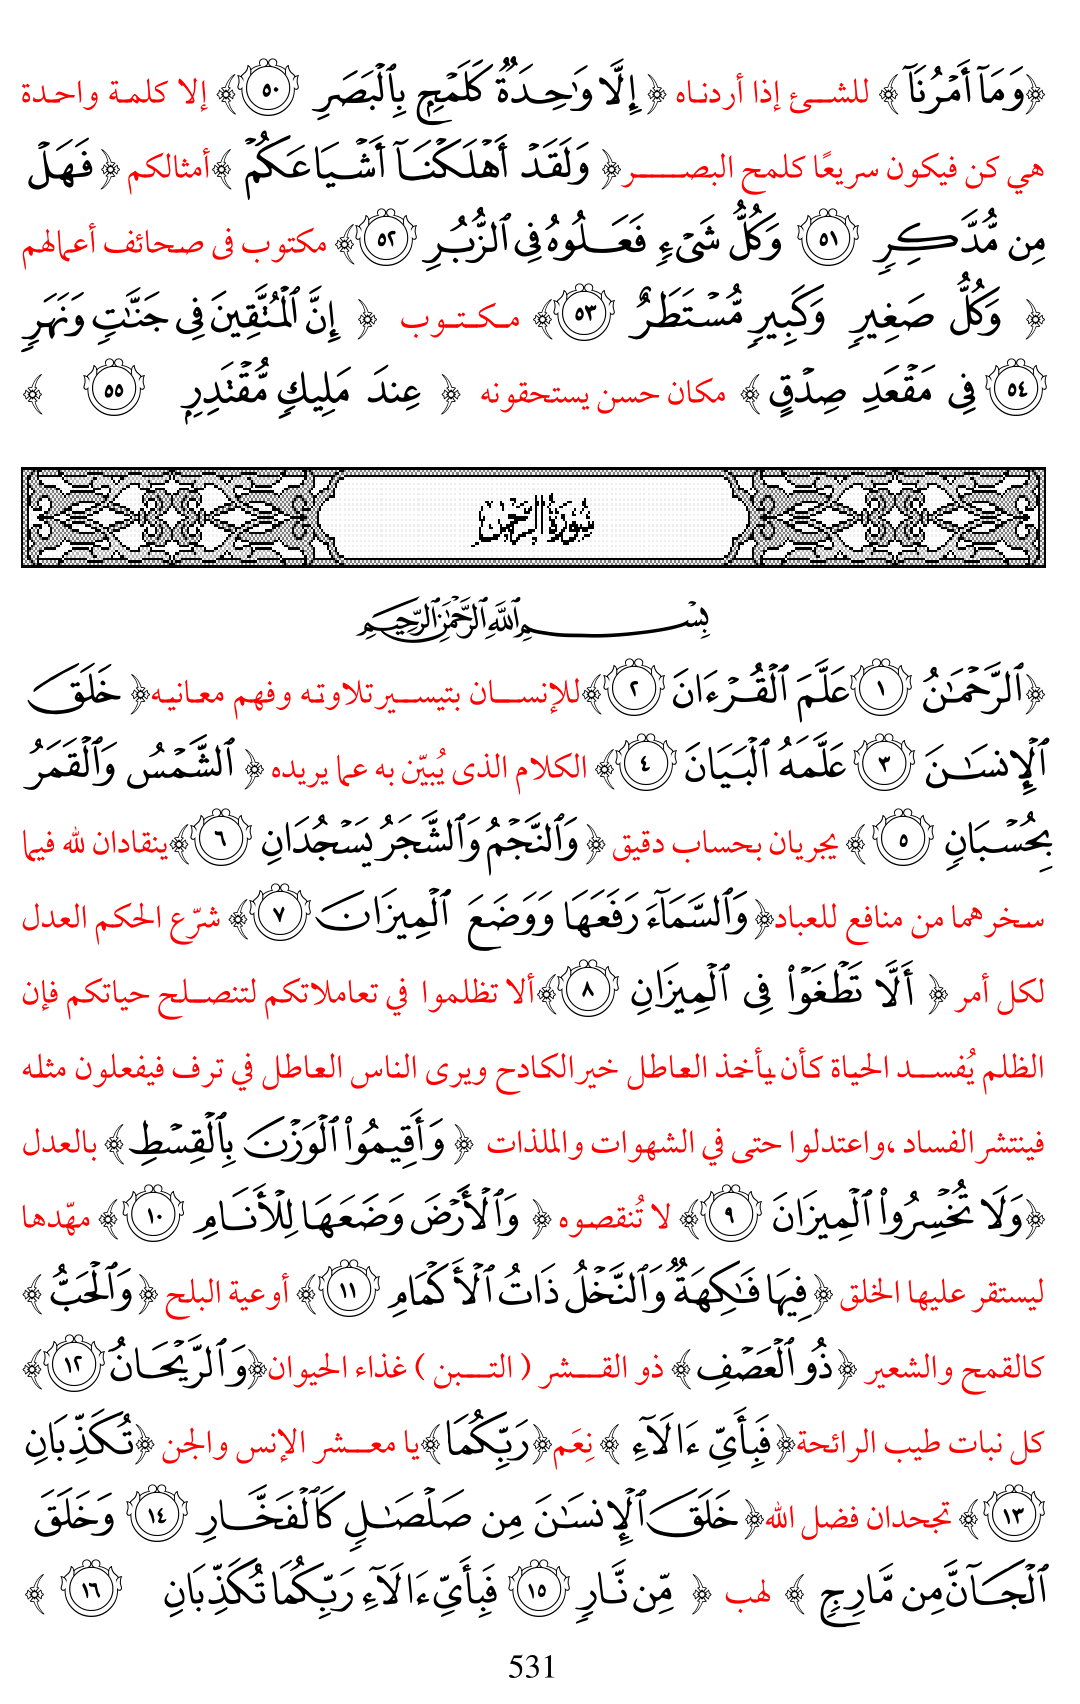 ﴿وَمَآ أَمْرُنَآ﴾ للشئ إذا أردناه ﴿إِلَّا وَٰحِدَةٌ كَلَمْحٍۭ بِٱلْبَصَرِ ٥٠﴾ إلا كلمة واحدة
هي كن فيكون سريعًا كلمح البصر﴿ وَلَقَدْ أَهْلَكْنَآ أَشْيَاعَكُمْ ﴾أمثالكم ﴿ فَهَلْ
مِن مُّدَّكِرٍ ٥١ وَكُلُّ شَىْءٍ فَعَلُوهُ فِى ٱلزُّبُرِ ٥٢﴾ مكتوب فى صحائف أعمالهم
﴿ وَكُلُّ صَغِيرٍ وَكَبِيرٍ مُّسْتَطَرٌ ٥٣﴾ مكتوب ﴿ إِنَّ ٱلْمُتَّقِينَ فِى جَنَّٰتٍ وَنَهَرٍ
٥٤ فِى مَقْعَدِ صِدْقٍ ﴾ مكان حسن يستحقونه ﴿ عِندَ مَلِيكٍ مُّقْتَدِرٍۭ ٥٥ ﴾
سُورَةُ الرَّحْمَن
بِسْمِ ٱللَّهِ ٱلرَّحْمَٰنِ ٱلرَّحِيمِ
﴿ٱلرَّحْمَٰنُ ١ عَلَّمَ ٱلْقُرْءَانَ ٢﴾للإنسان بتيسير تلاوته وفهم معانيه﴿ خَلَقَ
ٱلْإِنسَٰنَ ٣ عَلَّمَهُ ٱلْبَيَانَ ٤﴾ الكلام الذى يُبيّن به عما يريده ﴿ ٱلشَّمْسُ وَٱلْقَمَرُ
بِحُسْبَانٍ ٥ ﴾ يجريان بحساب دقيق ﴿ وَٱلنَّجْمُ وَٱلشَّجَرُ يَسْجُدَانِ ٦﴾ينقادان لله فيما
سخرهما من منافع للعباد﴿ وَٱلسَّمَآءَ رَفَعَهَا وَوَضَعَ ٱلْمِيزَانَ ٧﴾ شرّع الحكم العدل
لكل أمر ﴿ أَلَّا تَطْغَوْا۟ فِى ٱلْمِيزَانِ ٨﴾ألا تظلموا في تعاملاتكم لتنصلح حياتكم فإن
الظلم يُفسد الحياة كأن يأخذ العاطل خير الكادح ويرى الناس العاطل في ترف فيفعلون مثله
فينتشر الفساد ،واعتدلوا حتى في الشهوات والملذات ﴿ وَأَقِيمُوا۟ ٱلْوَزْنَ بِٱلْقِسْطِ ﴾ بالعدل
﴿وَلَا تُخْسِرُوا۟ ٱلْمِيزَانَ ٩﴾ لا تُنقصوه ﴿ وَٱلْأَرْضَ وَضَعَهَا لِلْأَنَامِ ١٠﴾ مهّدها
ليستقر عليها الخلق ﴿فِيهَا فَٰكِهَةٌ وَٱلنَّخْلُ ذَاتُ ٱلْأَكْمَامِ ١١﴾ أوعية البلح ﴿وَٱلْحَبُّ ﴾
كالقمح والشعير ﴿ذُو ٱلْعَصْفِ﴾ ذو القشر ( التبن ) غذاء الحيوان﴿وَٱلرَّيْحَانُ ١٢﴾
كل نبات طيب الرائحة﴿فَبِأَىِّ ءَالَآءِ ﴾ نِعَم﴿رَبِّكُمَا﴾يا معشر الإنس والجن ﴿تُكَذِّبَانِ
١٣﴾ تجحدان فضل الله﴿ خَلَقَ ٱلْإِنسَٰنَ مِن صَلْصَٰلٍ كَٱلْفَخَّارِ ١٤ وَخَلَقَ
ٱلْجَآنَّ مِن مَّارِجٍ ﴾ لهب ﴿ مِّن نَّارٍ ١٥ فَبِأَىِّ ءَالَآءِ رَبِّكُمَا تُكَذِّبَانِ ١٦ ﴾
531